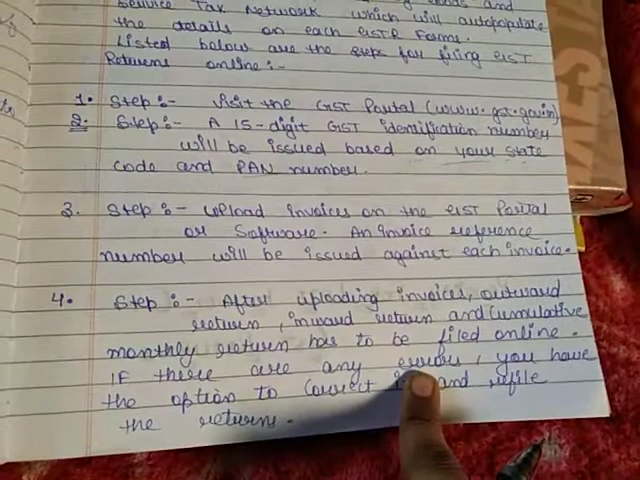 Service Tax Network which will autopopulate
the details on each GSTR Forms.
Listed below are the steps for filing GST
Returns online :-
1. Step :- Visit the GST Portal (www.gst.gov.in)
2. Step :- A 15-digit GST identification number
will be issued based on your state
code and PAN number.
3. Step :- upload invoices on the GST Portal
or Software. An invoice reference
number will be issued against each invoice.
4. Step :- After uploading invoices, outward
return, inward return and Cumulative
monthly return has to be filed online.
IF there are any errors, you have
the option to Correct and refile
the returns.